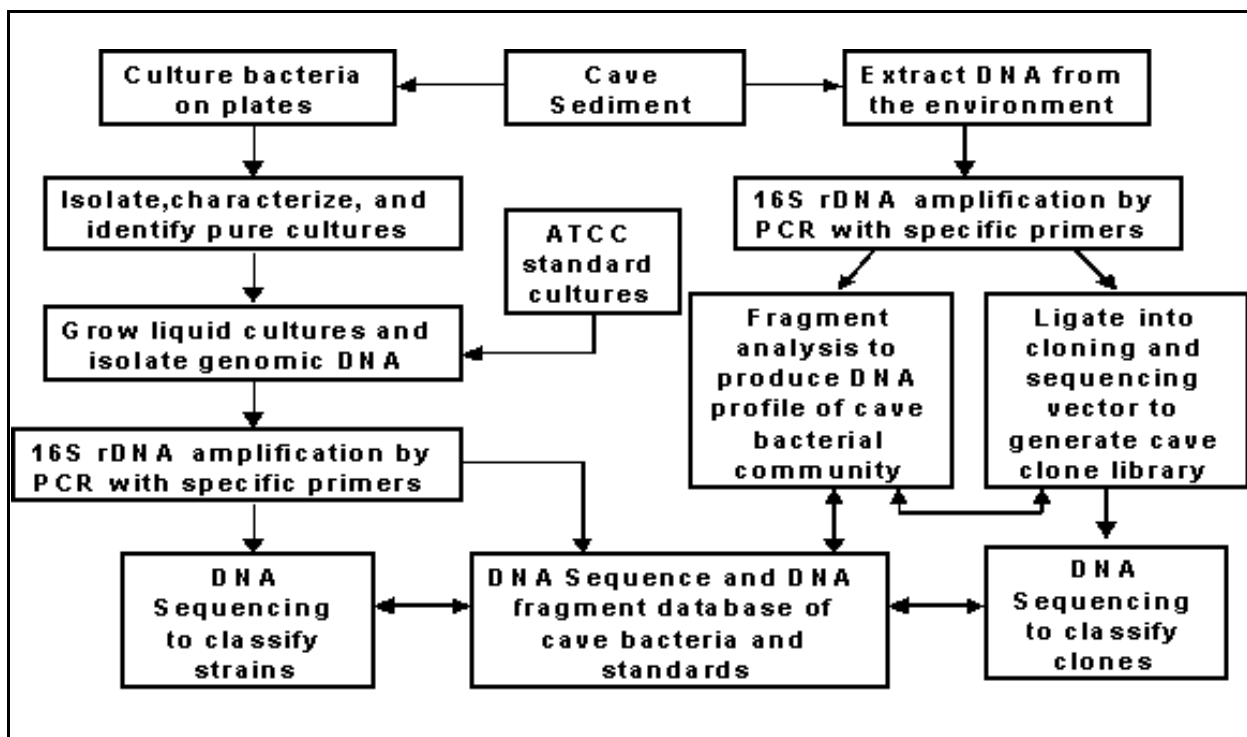 Culture bacteria
on plates
Cave
Sediment
Extract DNA from
the environment
Isolate,characterize, and
identify pure cultures
ATCC
standard
cultures
16S rDNA amplification by
PCR with specific primers
Grow liquid cultures and
isolate genomic DNA
Fragment
analysis to
produce DNA
profile of cave
bacterial
community
Ligate into
cloning and
sequencing
vector to
generate cave
clone library
16S rDNA amplification by
PCR with specific primers
DNA
Sequencing
to classify
strains
DNA Sequence and DNA
fragment database of
cave bacteria and
standards
DNA
Sequencing
to classify
clones